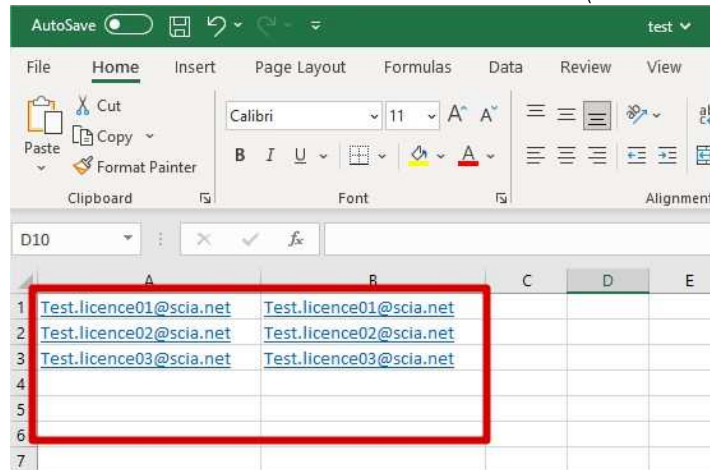 AutoSave test
File Home Insert Page Layout Formulas Data Review View
Cut
Copy
Paste
Format Painter
Calibri 11 A^ A˅
B I U A
Clipboard Font Alignment
D10 fx
A B C D E
1 Test.licence01@scia.net Test.licence01@scia.net
2 Test.licence02@scia.net Test.licence02@scia.net
3 Test.licence03@scia.net Test.licence03@scia.net
4
5
6
7